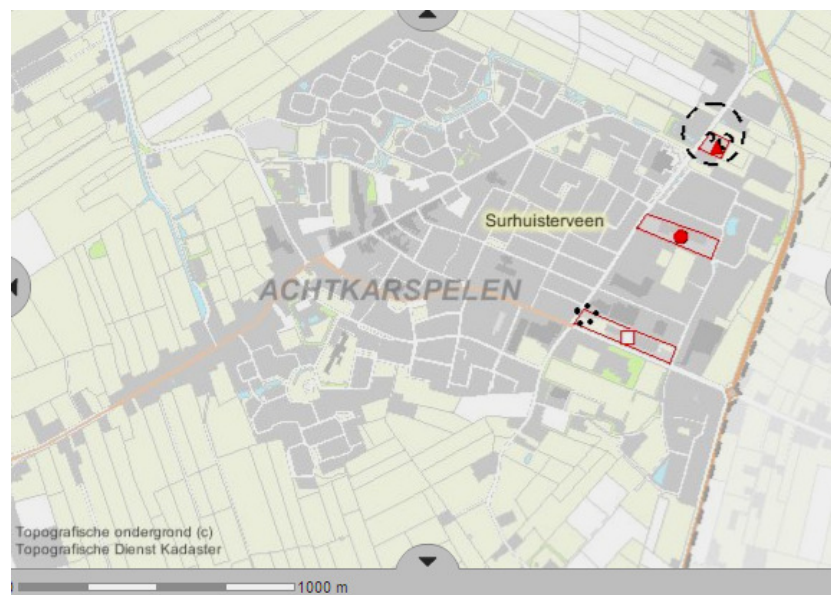 Surhuisterveen
ACHTKARSPELEN
Topografische ondergrond (c)
Topografische Dienst Kadaster
1000 m